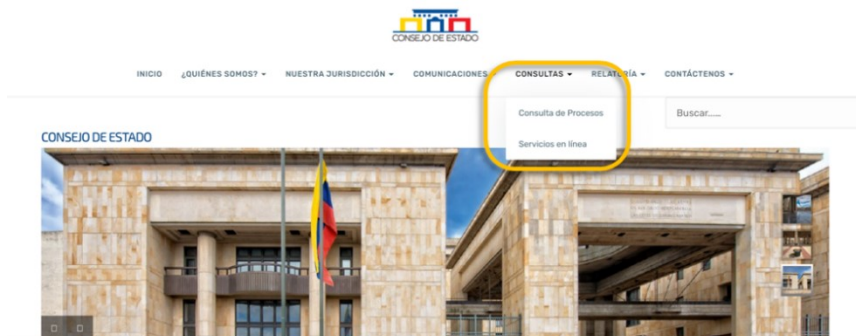 CONSEJO DE ESTADO
INICIO ¿QUIÉNES SOMOS? NUESTRA JURISDICCIÓN COMUNICACIONES CONSULTAS RELATORÍA CONTÁCTENOS
Consulta de Procesos
Buscar......
Servicios en línea
CONSEJO DE ESTADO